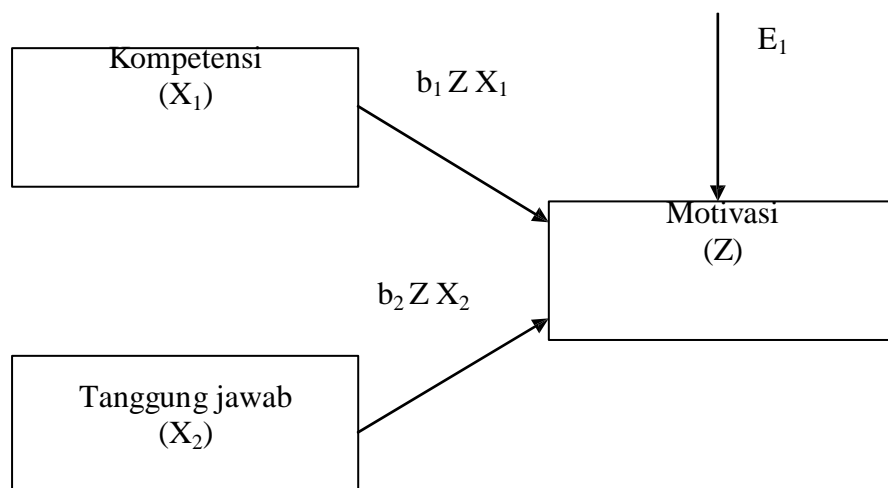 Kompetensi
(X₁)
b₁ Z X₁
E₁
Motivasi
(Z)
b₂ Z X₂
Tanggung jawab
(X₂)